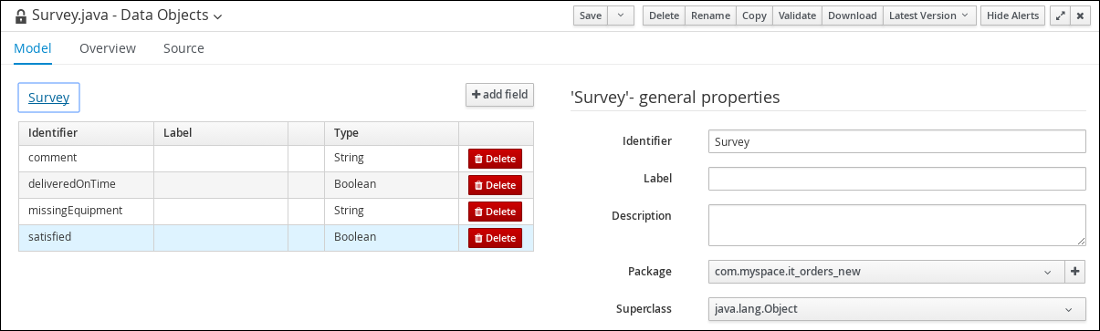 Survey.java - Data Objects
Save Delete Rename Copy Validate Download Latest Version Hide Alerts
Model Overview Source
Survey
+ add field
Identifier Label Type
comment String Delete
deliveredOnTime Boolean Delete
missingEquipment String Delete
satisfied Boolean Delete
'Survey'- general properties
Identifier Survey
Label
Description
Package com.myspace.it_orders_new +
Superclass java.lang.Object